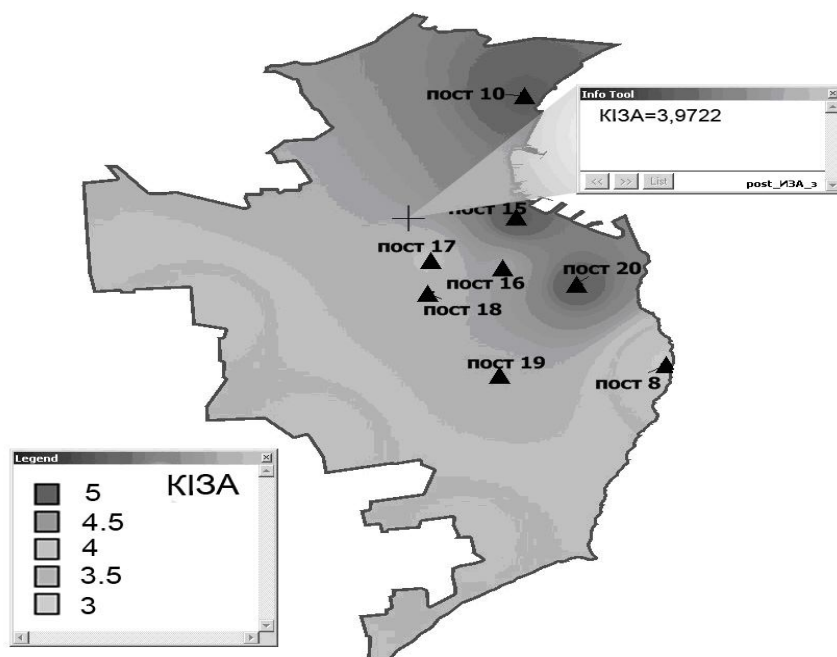 пост 10
Info Tool
КІЗА=3,9722
<< >> List
post_ИЗА_з
пост 15
пост 17
пост 16
пост 20
пост 18
пост 19
пост 8
Legend
КІЗА
5
4.5
4
3.5
3